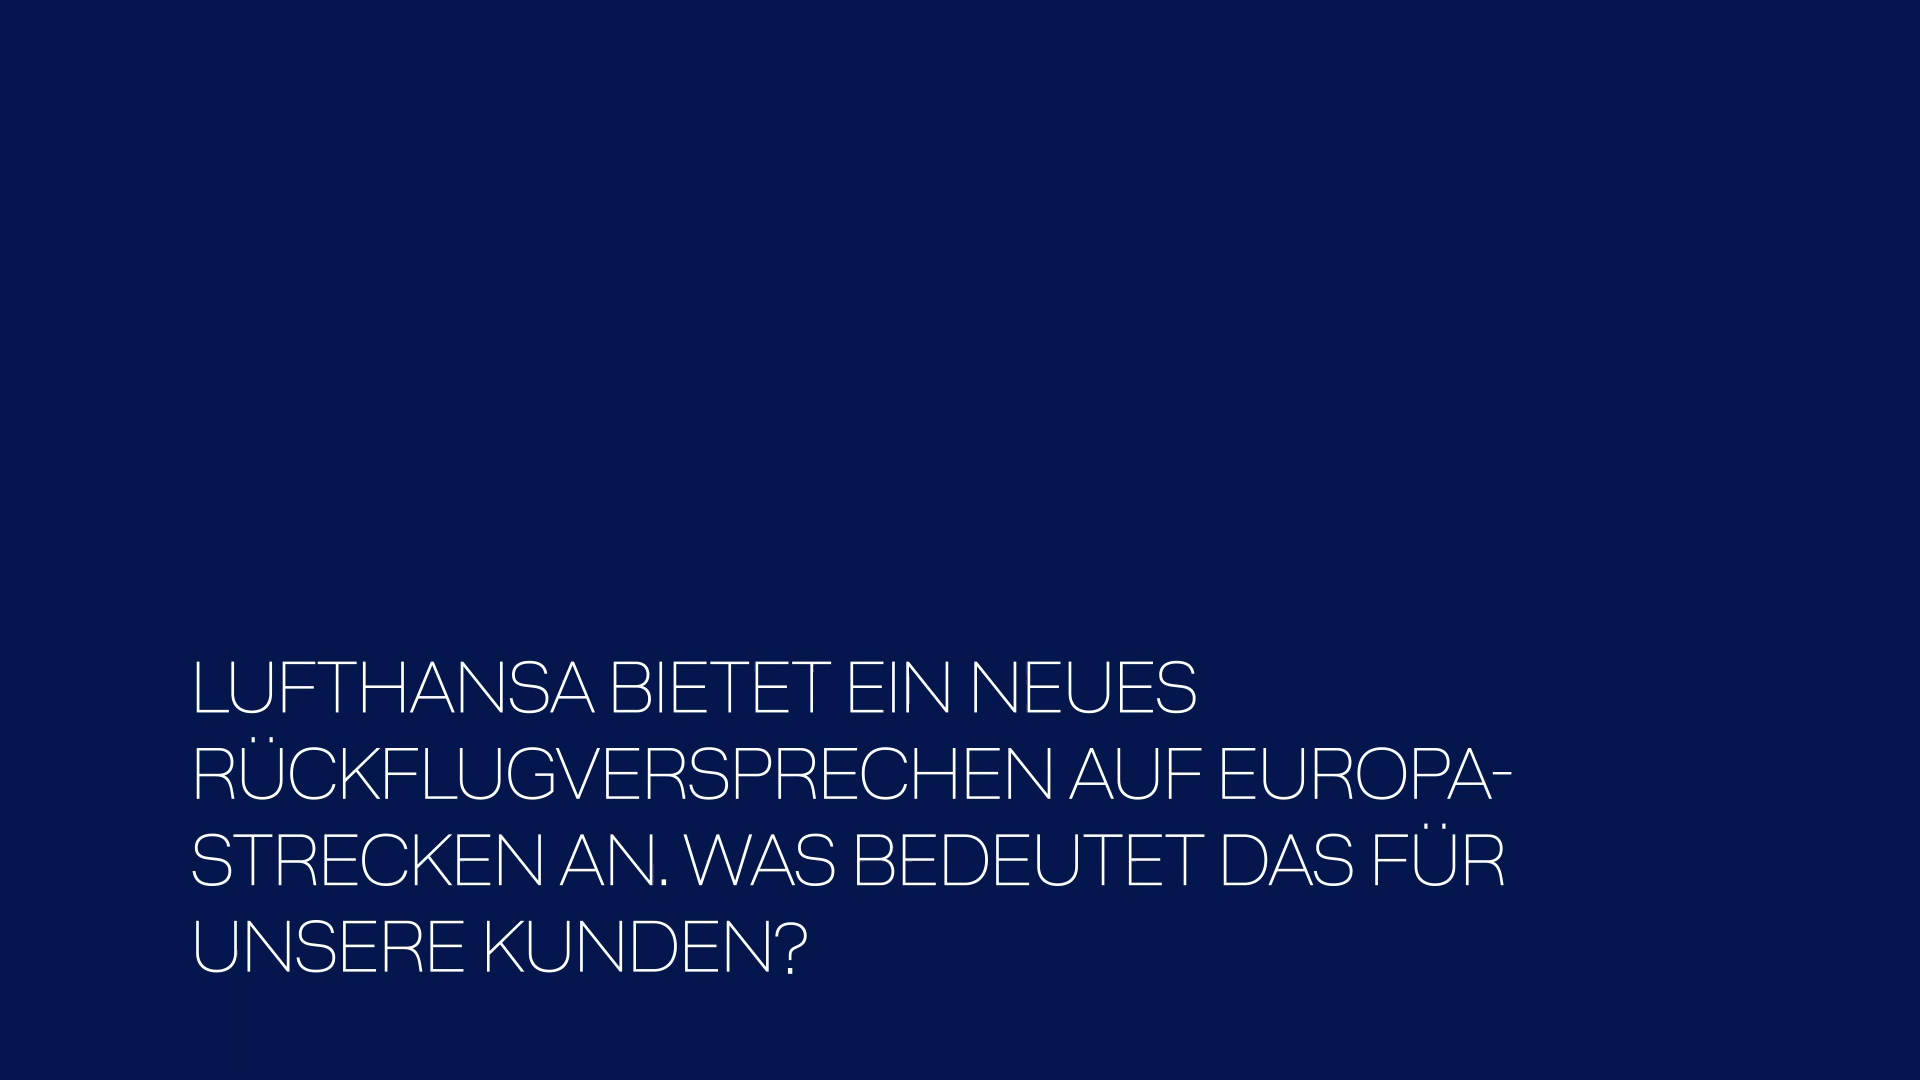 LUFTHANSA BIETET EIN NEUES
RÜCKFLUGVERSPRECHEN AUF EUROPA-
STRECKEN AN. WAS BEDEUTET DAS FÜR
UNSERE KUNDEN?